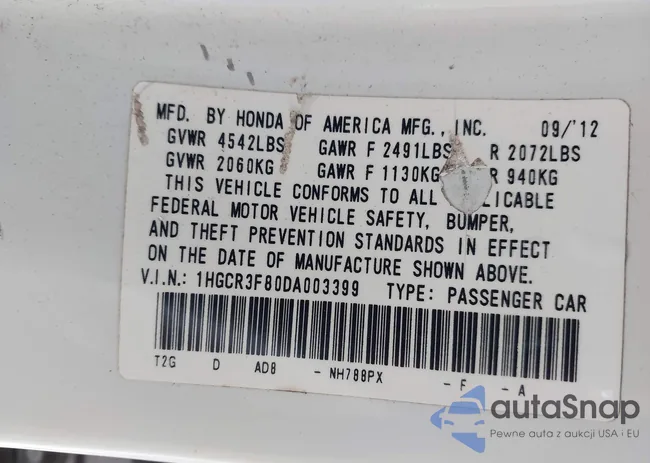 MFD. BY HONDA OF AMERICA MFG., INC. 09/'12
GVWR 4542LBS GAWR F 2491LBS R 2072LBS
GVWR 2060KG GAWR F 1130KG R 940KG
THIS VEHICLE CONFORMS TO ALL PLICABLE
FEDERAL MOTOR VEHICLE SAFETY, BUMPER,
AND THEFT PREVENTION STANDARDS IN EFFECT
ON THE DATE OF MANUFACTURE SHOWN ABOVE.
V.I.N.: 1HGCR3F80DA003399 TYPE: PASSENGER CAR
T2G D AD8 - NH788PX - F - A
autaSnap
Pewne auta z aukcji USA i EU